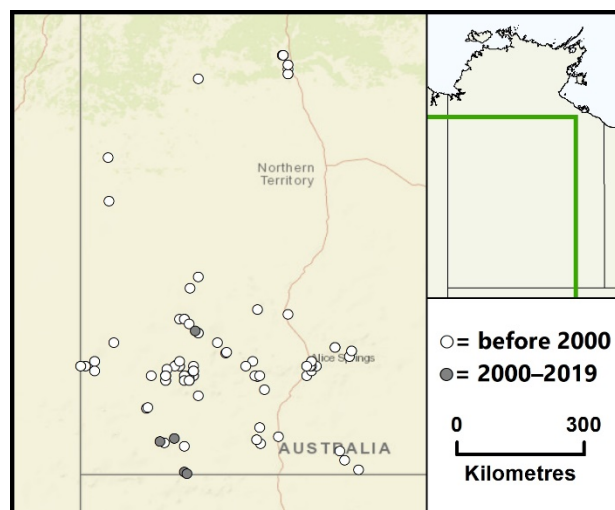 Northern
Territory
Alice Springs
AUSTRALIA
○= before 2000
●= 2000–2019
0 300
Kilometres